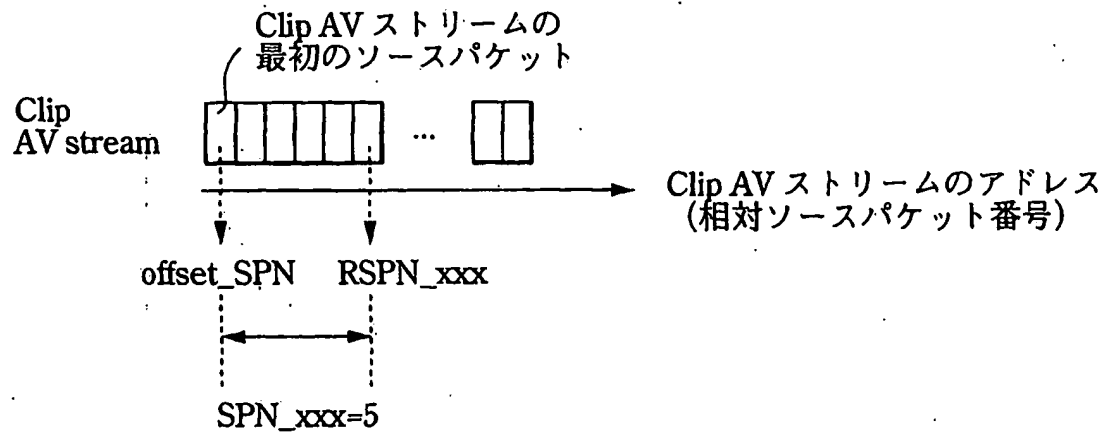 Clip AV ストリームの
最初のソースパケット
Clip
AV stream
...
Clip AV ストリームのアドレス
(相対ソースパケット番号)
offset_SPN RSPN_xxx
SPN_xxx=5